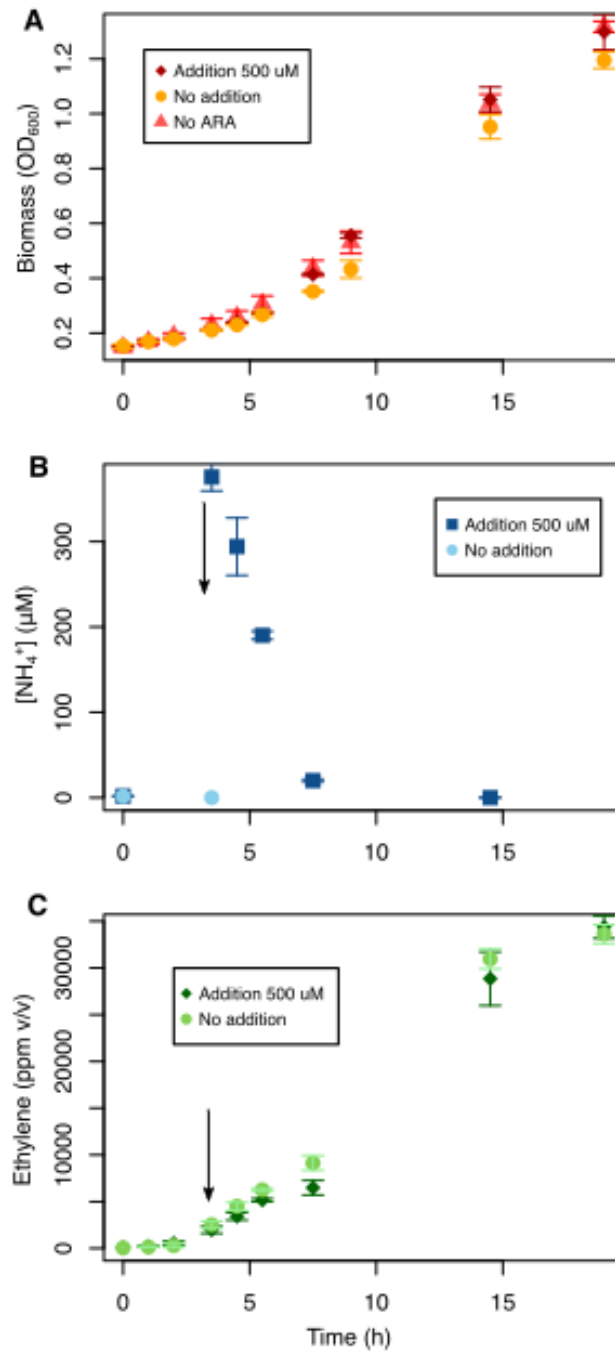 A
Biomass (OD₆₀₀)
1.2
1.0
0.8
0.6
0.4
0.2
Addition 500 uM
No addition
No ARA
0 5 10 15
B
[NH₄⁺] (µM)
300
200
100
0
Addition 500 uM
No addition
0 5 10 15
C
Ethylene (ppm v/v)
30000
20000
10000
0
Addition 500 uM
No addition
0 5 10 15
Time (h)